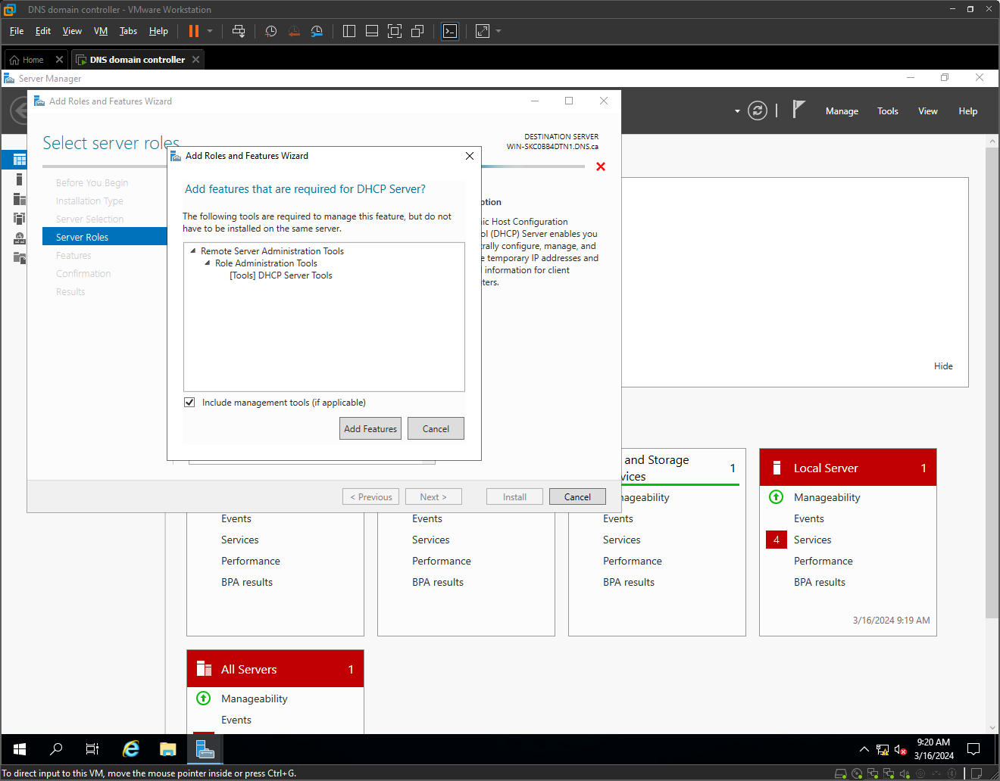 DNS domain controller - VMware Workstation
File Edit View VM Tabs Help
Home
DNS domain controller
Server Manager
Add Roles and Features Wizard
Manage Tools View Help
Select server roles
DESTINATION SERVER
WIN-SKC0BB4DTN1.DNS.ca
Before You Begin
Installation Type
Server Selection
Server Roles
Features
Confirmation
Results
Add Roles and Features Wizard
Add features that are required for DHCP Server?
The following tools are required to manage this feature, but do not
have to be installed on the same server.
Remote Server Administration Tools
Role Administration Tools
[Tools] DHCP Server Tools
Include management tools (if applicable)
Add Features Cancel
ption
ic Host Configuration
ol (DHCP) Server enables you
rally configure, manage, and
e temporary IP addresses and
information for client
ters.
< Previous Next > Install Cancel
Hide
Events
Services
Performance
BPA results
Events
Services
Performance
BPA results
and Storage 1
vices
nageability
Events
Services
Performance
BPA results
Local Server 1
Manageability
Events
4 Services
Performance
BPA results
3/16/2024 9:19 AM
All Servers 1
Manageability
Events
9:20 AM
3/16/2024
To direct input to this VM, move the mouse pointer inside or press Ctrl+G.